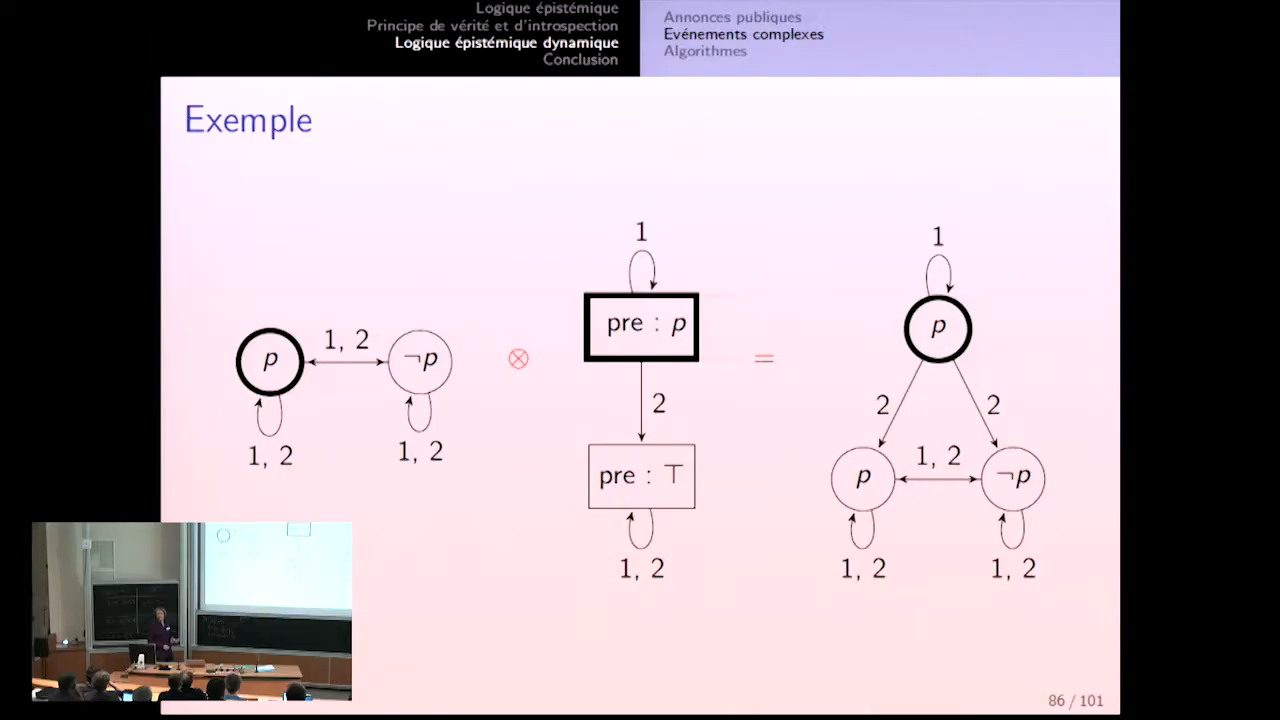 Logique épistémique
Principe de vérité et d'introspection
Logique épistémique dynamique
Conclusion
Annonces publiques
Evénements complexes
Algorithmes
Exemple
p
1, 2
¬p
1, 2
1, 2
⊗
1
pre : p
2
pre : ⊤
1, 2
=
1
p
2
2
p
1, 2
¬p
1, 2
1, 2
86 / 101